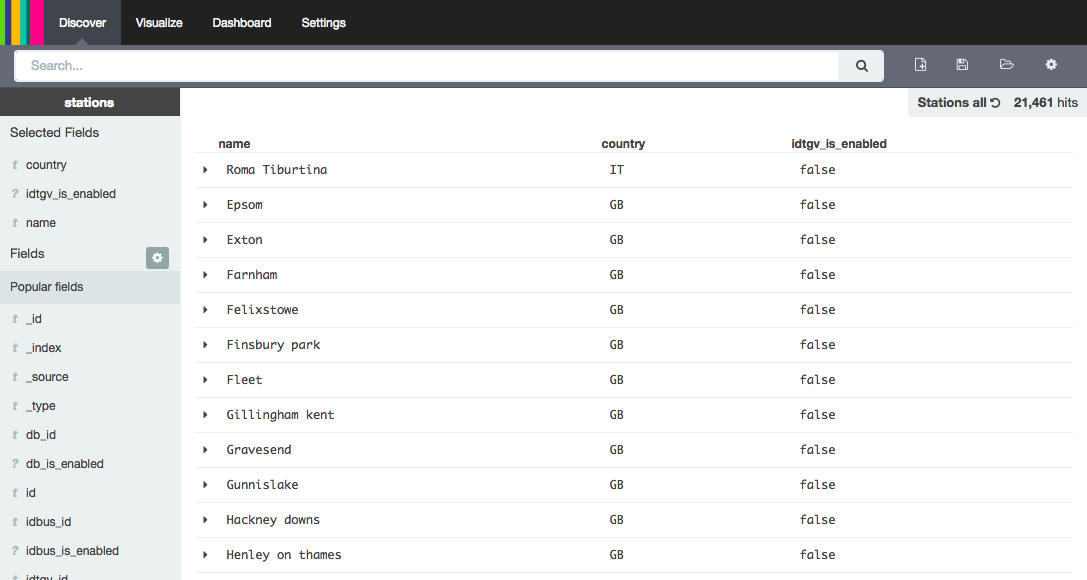 Discover Visualize Dashboard Settings
Search...
stations
Stations all 21,461 hits
Selected Fields
t country
? idtgv_is_enabled
t name
Fields
Popular fields
t _id
t _index
t _source
t _type
t db_id
? db_is_enabled
t id
t idbus_id
? idbus_is_enabled
t idtgv_id
name country idtgv_is_enabled
Roma Tiburtina IT false
Epsom GB false
Exton GB false
Farnham GB false
Felixstowe GB false
Finsbury park GB false
Fleet GB false
Gillingham kent GB false
Gravesend GB false
Gunnislake GB false
Hackney downs GB false
Henley on thames GB false